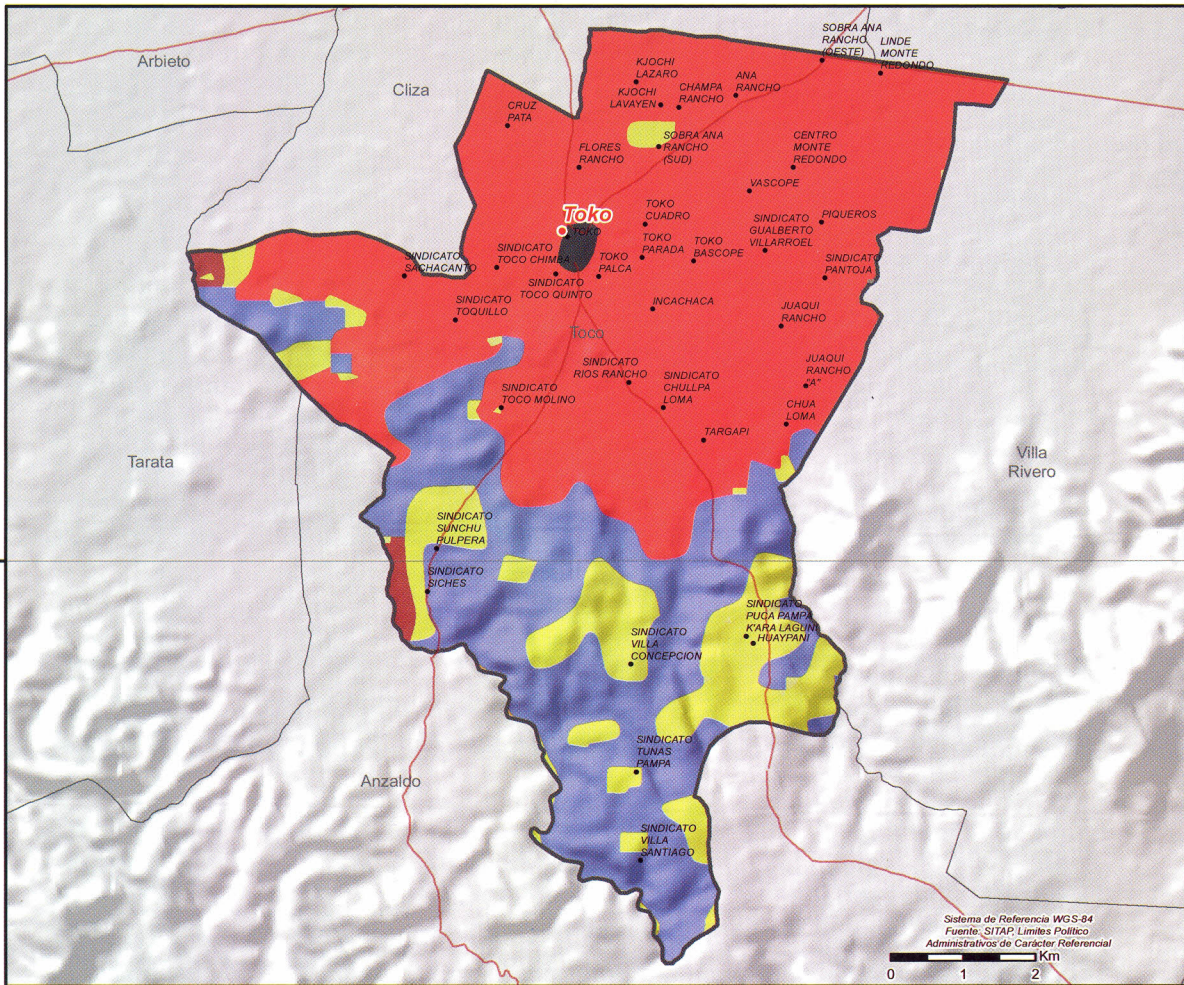 SOBRA ANA
RANCHO
(OESTE)
LINDE
MONTE
REDONDO
Arbieto
KJOCHI
LAZARO
Cliza
ANA
RANCHO
KJOCHI
LAVAYEN
CHAMPA
RANCHO
CRUZ
PATA
SOBRA ANA
RANCHO
(SUD)
CENTRO
MONTE
REDONDO
FLORES
RANCHO
VASCOPE
Toko
TOKO
TOKO
CUADRO
PIQUEROS
SINDICATO
GUALBERTO
VILLARROEL
TOKO
PARADA
TOKO
BASCOPE
SINDICATO
TOCO CHIMBA
SINDICATO
SACHACANTO
TOKO
PALCA
SINDICATO
PANTOJA
SINDICATO
TOCO QUINTO
SINDICATO
TOQUILLO
INCACHACA
JUAQUI
RANCHO
Toco
SINDICATO
RIOS RANCHO
JUAQUI
RANCHO
"A"
SINDICATO
CHULLPA
LOMA
SINDICATO
TOCO MOLINO
CHUA
LOMA
TARGAPI
Tarata
Villa
Rivero
SINDICATO
SUNCHU
PULPERA
SINDICATO
SICHES
SINDICATO
PUCA PAMPA
K'ARA LAGUNI
HUAYPANI
SINDICATO
VILLA
CONCEPCION
SINDICATO
TUNAS
PAMPA
Anzaldo
SINDICATO
VILLA
SANTIAGO
Sistema de Referencia WGS-84
Fuente: SITAP, Limites Político
Administrativos de Carácter Referencial
Km
0 1 2